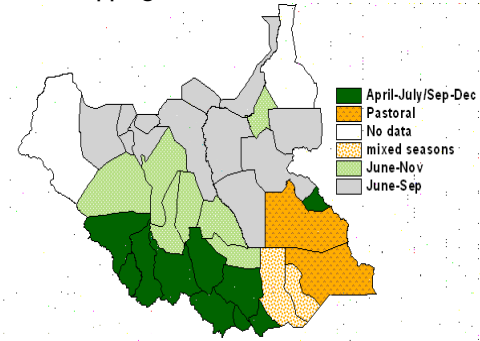 April-July/Sep-Dec
Pastoral
No data
mixed seasons
June-Nov
June-Sep